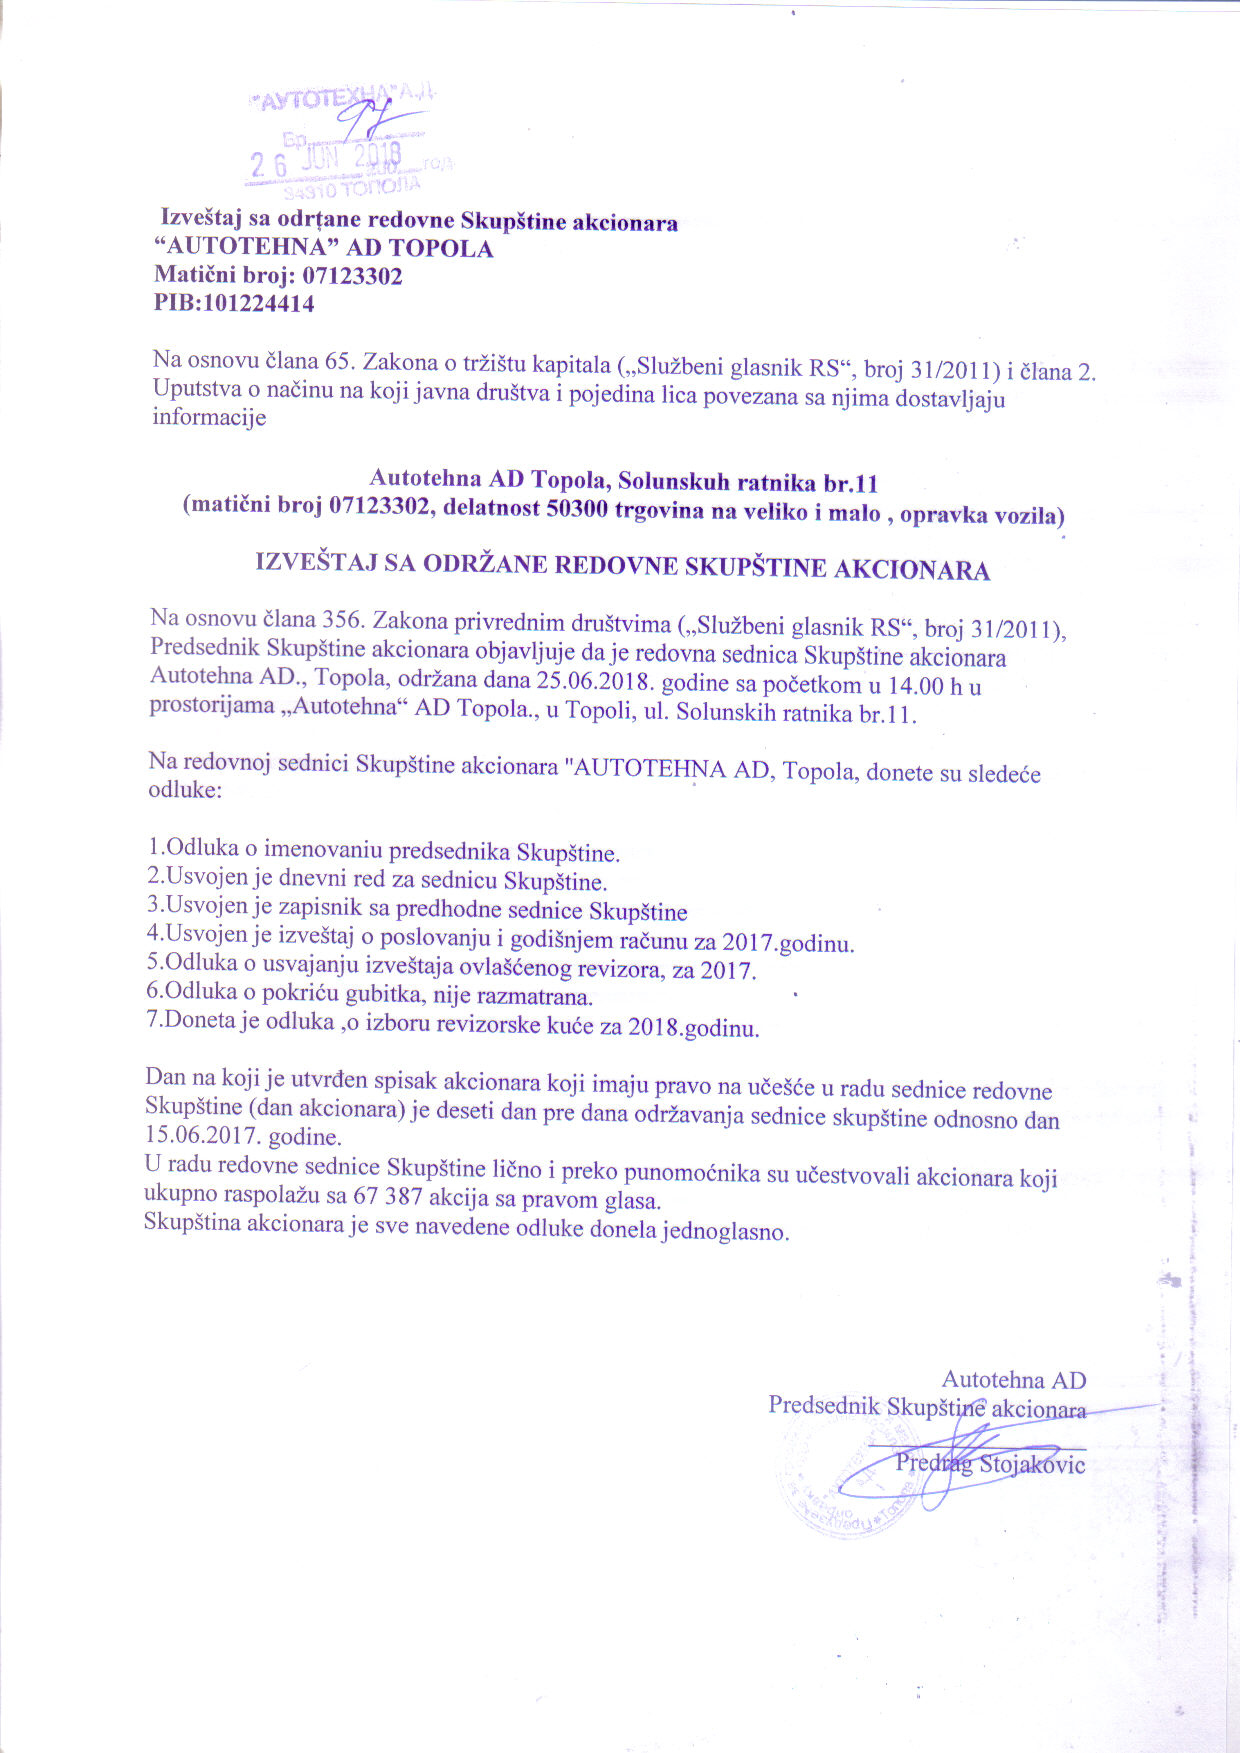 "АУТОТЕХНА" А.Д.
Бр. 97
26 JUN 2018 год.
34310 ТОПОЛА
Izveštaj sa odrţane redovne Skupštine akcionara
“AUTOTEHNA” AD TOPOLA
Matični broj: 07123302
PIB:101224414
Na osnovu člana 65. Zakona o tržištu kapitala („Službeni glasnik RS“, broj 31/2011) i člana 2.
Uputstva o načinu na koji javna društva i pojedina lica povezana sa njima dostavljaju
informacije
Autotehna AD Topola, Solunskuh ratnika br.11
(matični broj 07123302, delatnost 50300 trgovina na veliko i malo , opravka vozila)
IZVEŠTAJ SA ODRŽANE REDOVNE SKUPŠTINE AKCIONARA
Na osnovu člana 356. Zakona privrednim društvima („Službeni glasnik RS“, broj 31/2011),
Predsednik Skupštine akcionara objavljuje da je redovna sednica Skupštine akcionara
Autotehna AD., Topola, održana dana 25.06.2018. godine sa početkom u 14.00 h u
prostorijama „Autotehna“ AD Topola., u Topoli, ul. Solunskih ratnika br.11.
Na redovnoj sednici Skupštine akcionara "AUTOTEHNA AD, Topola, donete su sledeće
odluke:
1.Odluka o imenovaniu predsednika Skupštine.
2.Usvojen je dnevni red za sednicu Skupštine.
3.Usvojen je zapisnik sa predhodne sednice Skupštine
4.Usvojen je izveštaj o poslovanju i godišnjem računu za 2017.godinu.
5.Odluka o usvajanju izveštaja ovlašćenog revizora, za 2017.
6.Odluka o pokriću gubitka, nije razmatrana.
7.Doneta je odluka ,o izboru revizorske kuće za 2018.godinu.
Dan na koji je utvrđen spisak akcionara koji imaju pravo na učešće u radu sednice redovne
Skupštine (dan akcionara) je deseti dan pre dana održavanja sednice skupštine odnosno dan
15.06.2017. godine.
U radu redovne sednice Skupštine lično i preko punomoćnika su učestvovali akcionara koji
ukupno raspolažu sa 67 387 akcija sa pravom glasa.
Skupština akcionara je sve navedene odluke donela jednoglasno.
Autotehna AD
Predsednik Skupštine akcionara
Predrag Stojakovic